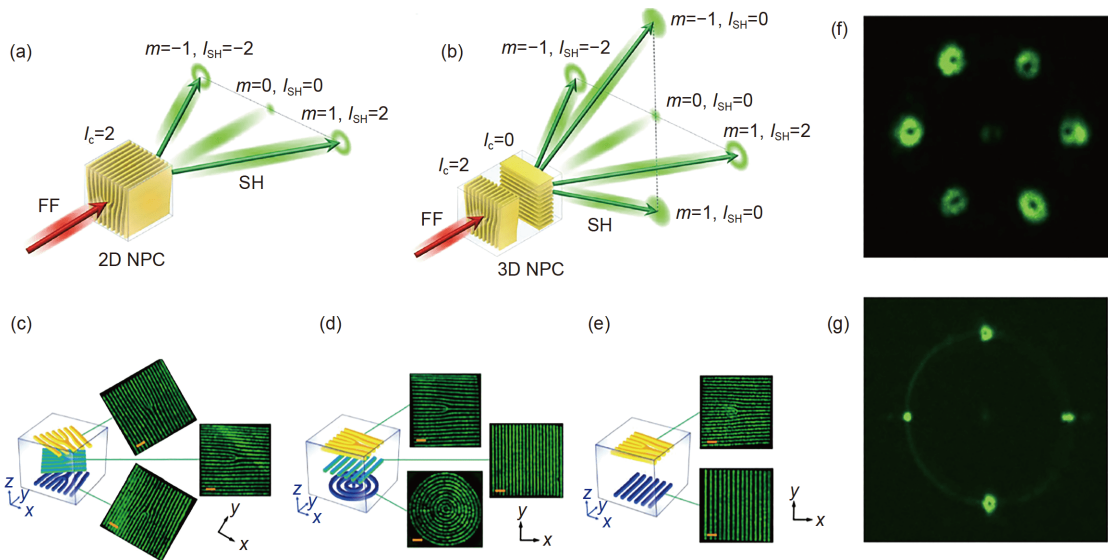 (a)
m=−1, lSH=−2
m=0, lSH=0
m=1, lSH=2
lc=2
SH
FF
2D NPC
(b)
m=−1, lSH=0
m=−1, lSH=−2
m=0, lSH=0
lc=0
m=1, lSH=2
lc=2
FF
SH
m=1, lSH=0
3D NPC
(c)
z
y
x
y
x
(d)
z
y
x
y
x
(e)
z
y
x
y
x
(f)
(g)